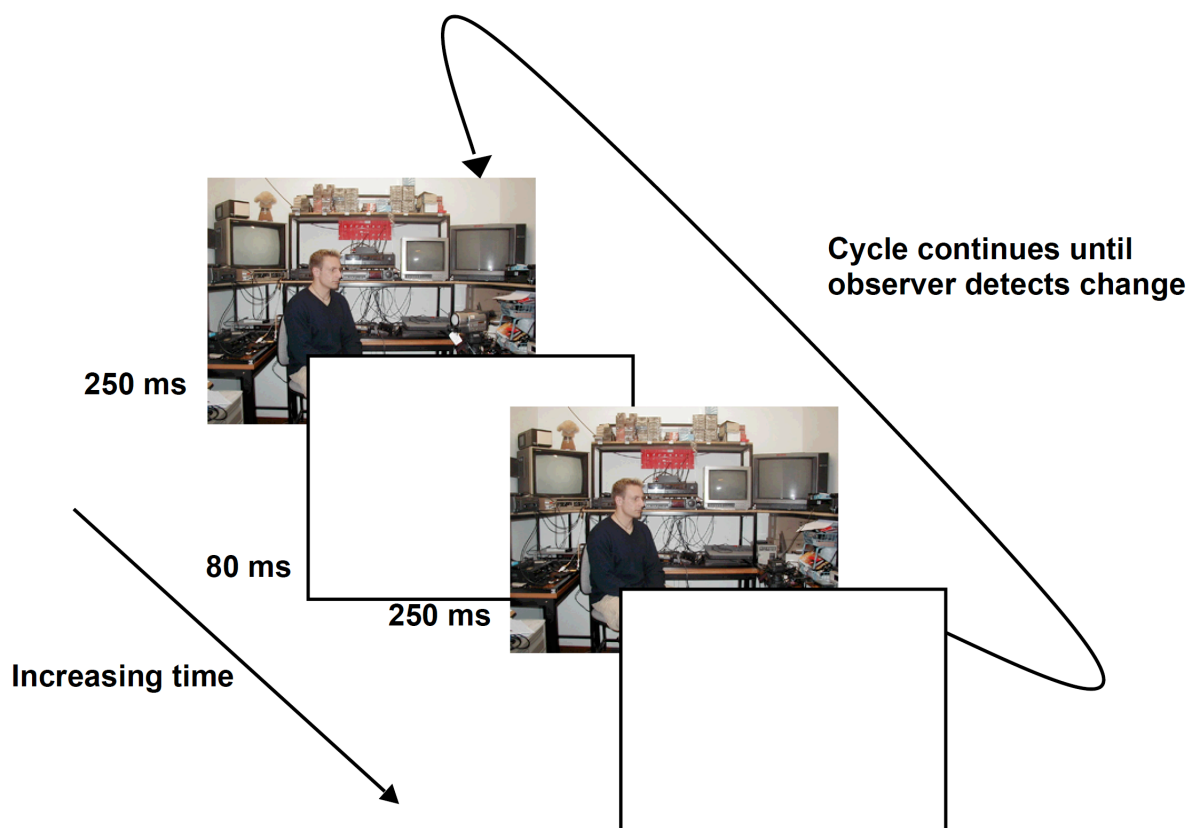 Cycle continues until
observer detects change
250 ms
80 ms
250 ms
Increasing time